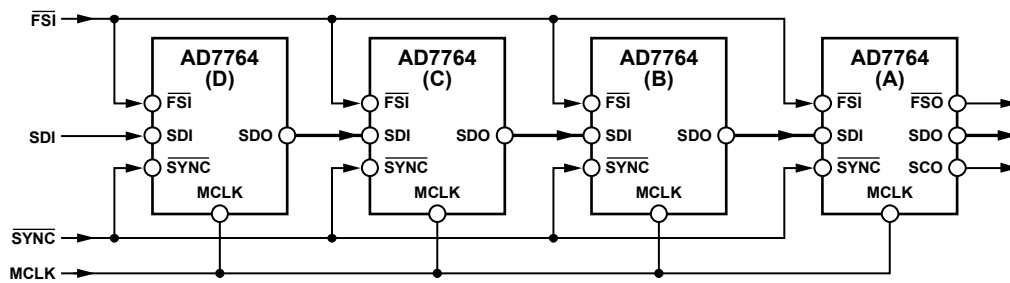 FSI
AD7764
(D)
FSI
SDI
SDO
SYNC
MCLK
AD7764
(C)
FSI
SDI
SDO
SYNC
MCLK
AD7764
(B)
FSI
SDI
SDO
SYNC
MCLK
AD7764
(A)
FSI
FSO
SDI
SDO
SYNC
SCO
MCLK
SDI
SYNC
MCLK